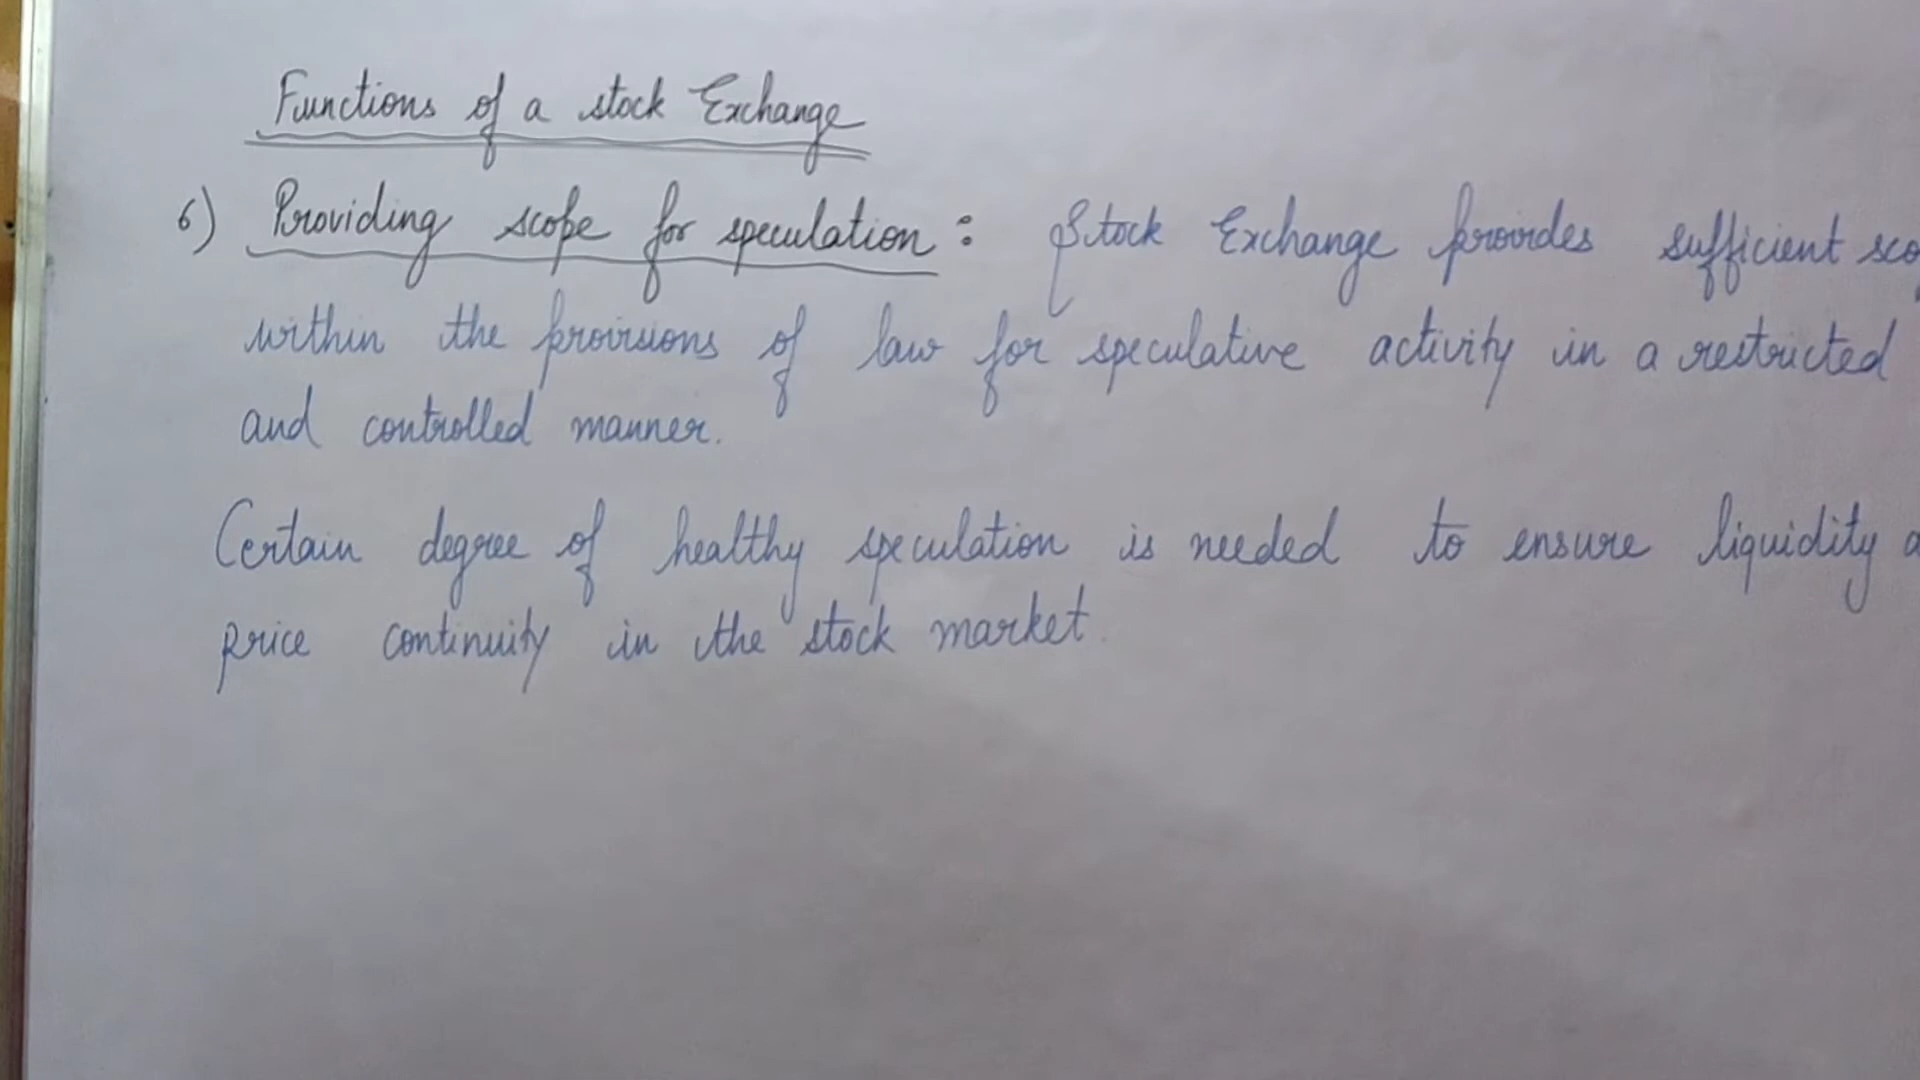 Functions of a stock Exchange
6) Providing scope for speculation : Stock Exchange provides sufficient sco
within the provisions of law for speculative activity in a restricted
and controlled manner.
Certain degree of healthy speculation is needed to ensure liquidity a
price continuity in the stock market.